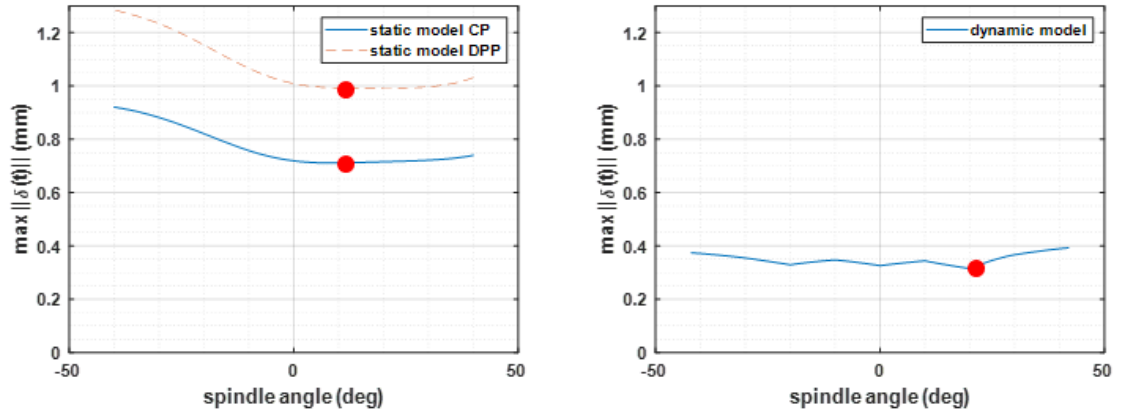 1.2
1
0.8
0.6
0.4
0.2
0
-50
0
50
max ||δ(t)|| (mm)
spindle angle (deg)
static model CP
static model DPP
1.2
1
0.8
0.6
0.4
0.2
0
-50
0
50
max ||δ(t)|| (mm)
spindle angle (deg)
dynamic model